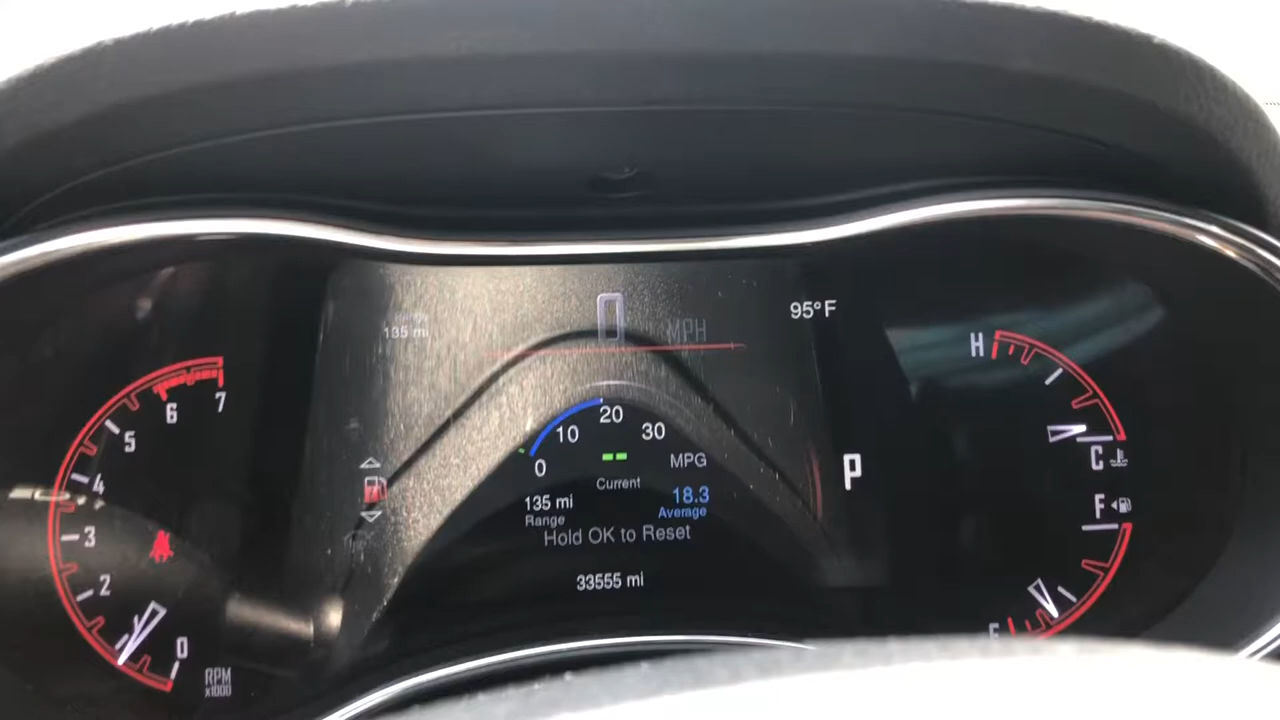 Range
135 mi
0 MPH
95°F
7
6
5
4
3
2
0
RPM
x1000
0
10
20
30
--
MPG
Current
135 mi
Range
18.3
Average
Hold OK to Reset
33555 mi
P
H
C
F
E